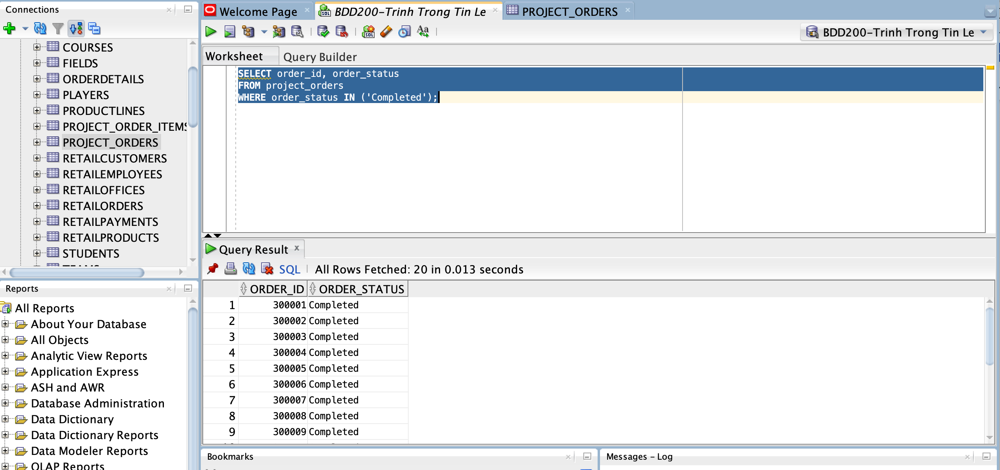 Connections
COURSES
FIELDS
ORDERDETAILS
PLAYERS
PRODUCTLINES
PROJECT_ORDER_ITEMS
PROJECT_ORDERS
RETAILCUSTOMERS
RETAILEMPLOYEES
RETAILOFFICES
RETAILORDERS
RETAILPAYMENTS
RETAILPRODUCTS
STUDENTS
Reports
All Reports
About Your Database
All Objects
Analytic View Reports
Application Express
ASH and AWR
Database Administration
Data Dictionary
Data Dictionary Reports
Data Modeler Reports
OLAP Reports
Welcome Page
BDD200-Trinh Trong Tin Le
PROJECT_ORDERS
BDD200-Trinh Trong Tin Le
Worksheet Query Builder
SELECT order_id, order_status
FROM project_orders
WHERE order_status IN ('Completed');
Query Result
SQL All Rows Fetched: 20 in 0.013 seconds
ORDER_ID ORDER_STATUS
1 300001 Completed
2 300002 Completed
3 300003 Completed
4 300004 Completed
5 300005 Completed
6 300006 Completed
7 300007 Completed
8 300008 Completed
9 300009 Completed
Bookmarks
Messages - Log